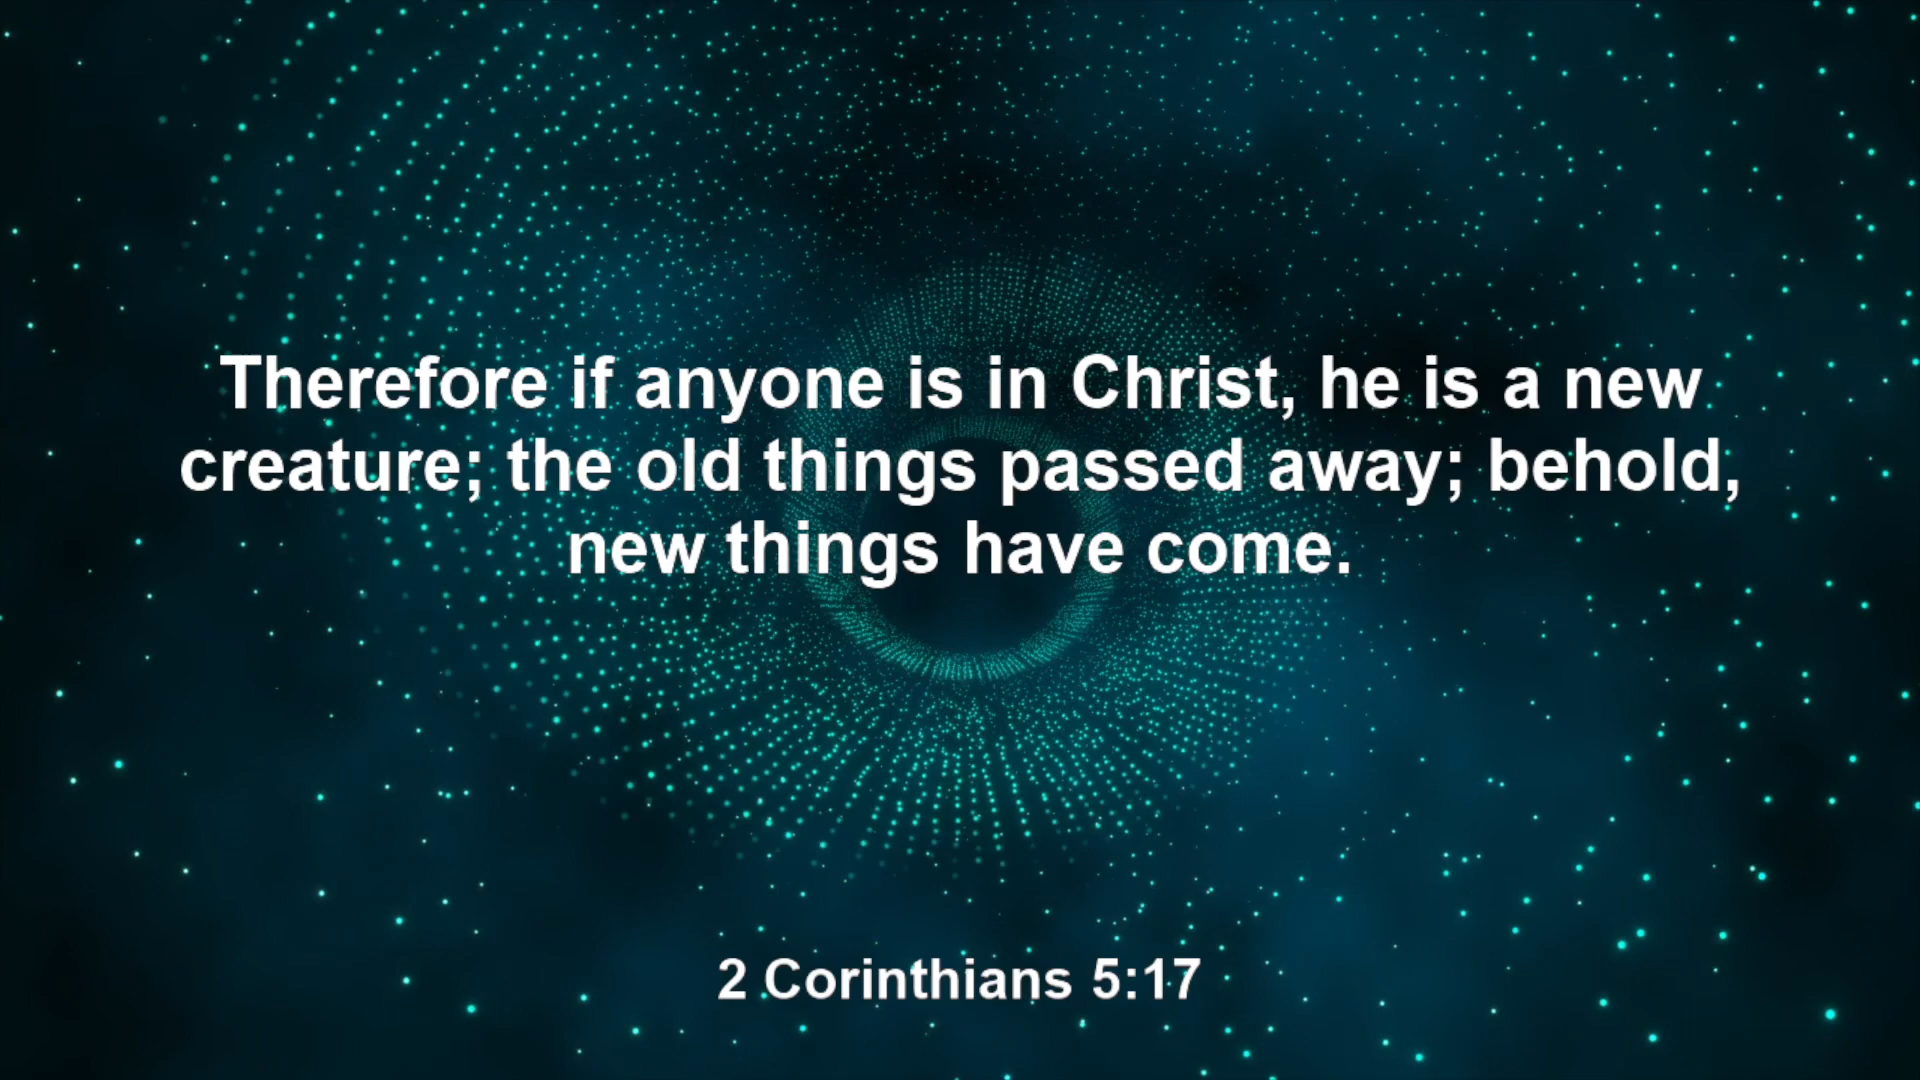 Therefore if anyone is in Christ, he is a new
creature; the old things passed away; behold,
new things have come.
2 Corinthians 5:17